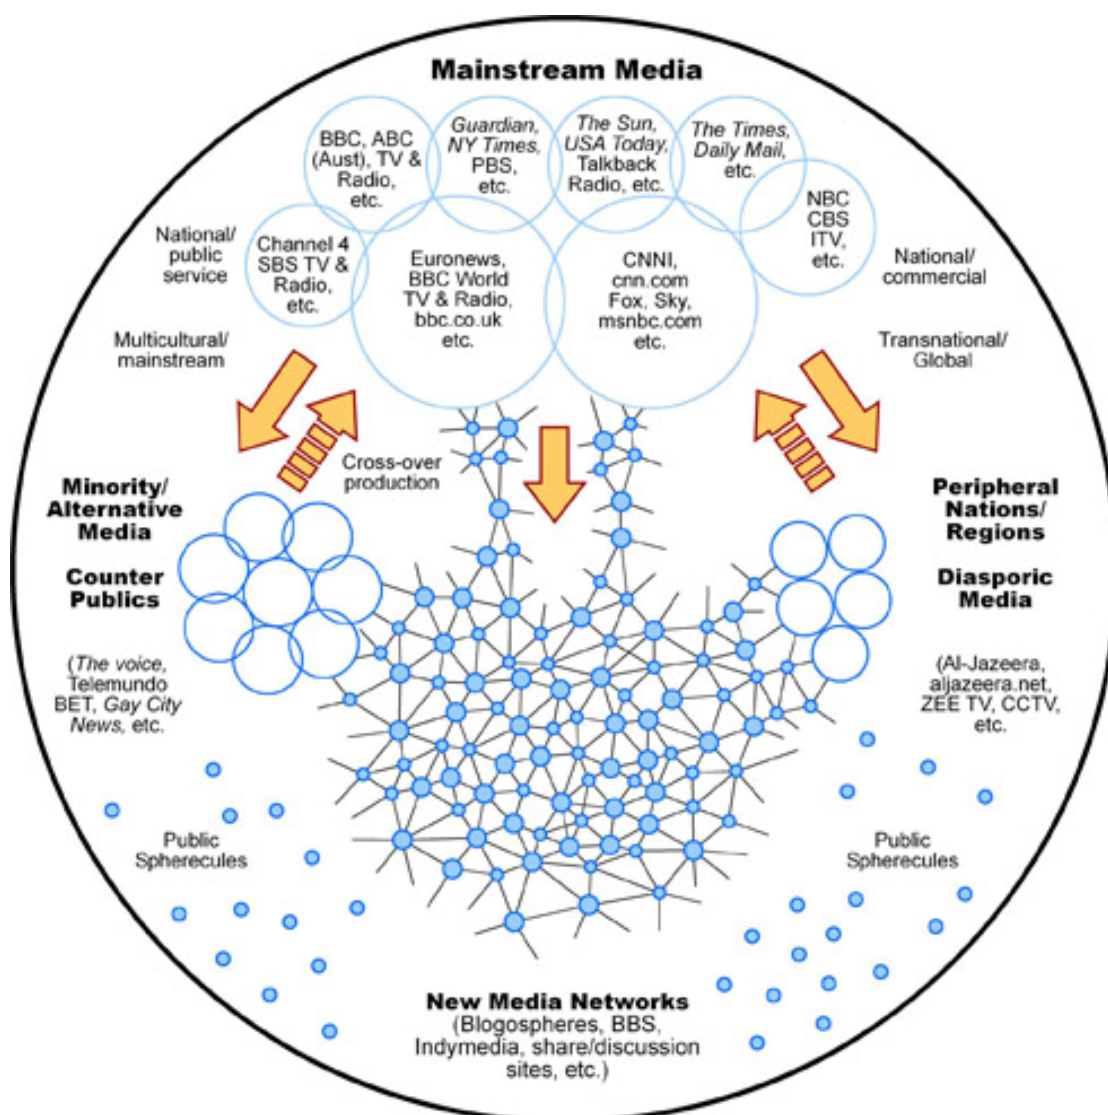 Mainstream Media
BBC, ABC
(Aust), TV &
Radio,
etc.
Guardian,
NY Times,
PBS,
etc.
The Sun,
USA Today,
Talkback
Radio, etc.
The Times,
Daily Mail,
etc.
NBC
CBS
ITV,
etc.
National/
public
service
Channel 4
SBS TV &
Radio,
etc.
Euronews,
BBC World
TV & Radio,
bbc.co.uk
etc.
CNNI,
cnn.com
Fox, Sky,
msnbc.com
etc.
National/
commercial
Multicultural/
mainstream
Transnational/
Global
Cross-over
production
Minority/
Alternative
Media
Counter
Publics
(The voice,
Telemundo
BET, Gay City
News, etc.
Peripheral
Nations/
Regions
Diasporic
Media
(Al-Jazeera,
aljazeera.net,
ZEE TV, CCTV,
etc.
Public
Spherecules
Public
Spherecules
New Media Networks
(Blogospheres, BBS,
Indymedia, share/discussion
sites, etc.)